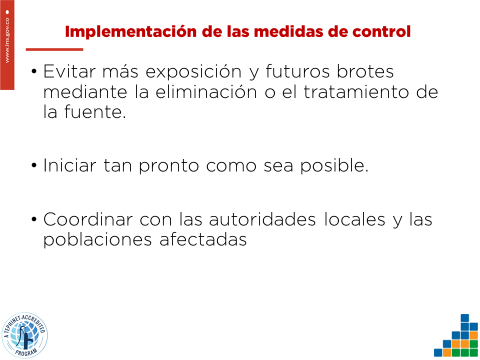 www.ins.gov.co
Implementación de las medidas de control
• Evitar más exposición y futuros brotes
mediante la eliminación o el tratamiento de
la fuente.
• Iniciar tan pronto como sea posible.
• Coordinar con las autoridades locales y las
poblaciones afectadas
A TEPHINET-ACCREDITED
PROGRAM